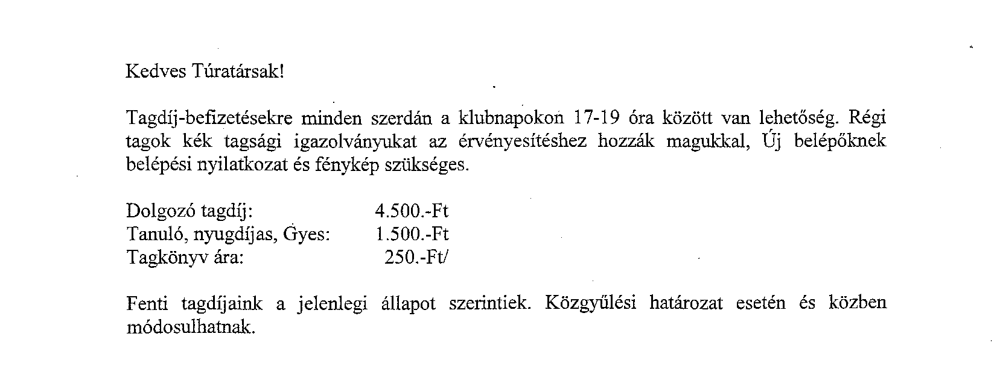 Kedves Túratársak!
Tagdíj-befizetésekre minden szerdán a klubnapokon 17-19 óra között van lehetőség. Régi
tagok kék tagsági igazolványukat az érvényesítéshez hozzák magukkal, Új belépőknek
belépési nyilatkozat és fénykép szükséges.
Dolgozó tagdíj: 4.500.-Ft
Tanuló, nyugdíjas, Gyes: 1.500.-Ft
Tagkönyv ára: 250.-Ft/
Fenti tagdíjaink a jelenlegi állapot szerintiek. Közgyűlési határozat esetén és közben
módosulhatnak.